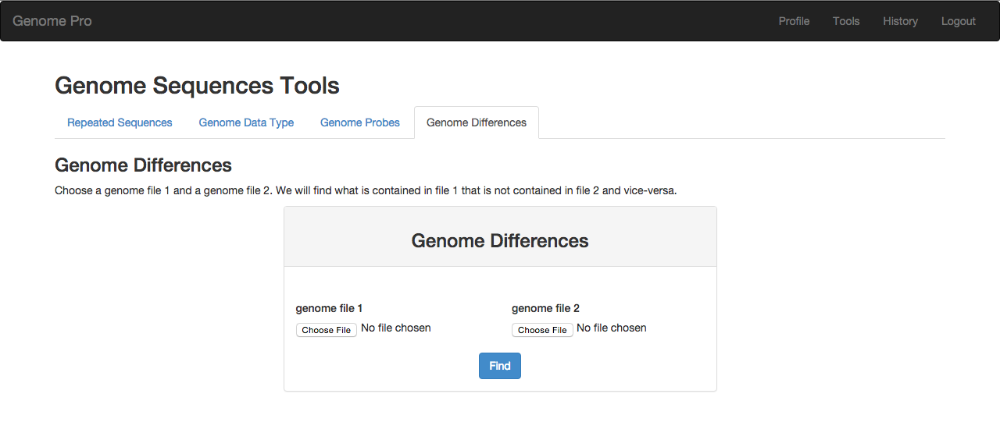 Genome Pro Profile Tools History Logout
Genome Sequences Tools
Repeated Sequences Genome Data Type Genome Probes Genome Differences
Genome Differences
Choose a genome file 1 and a genome file 2. We will find what is contained in file 1 that is not contained in file 2 and vice-versa.
Genome Differences
genome file 1 genome file 2
Choose File No file chosen Choose File No file chosen
Find